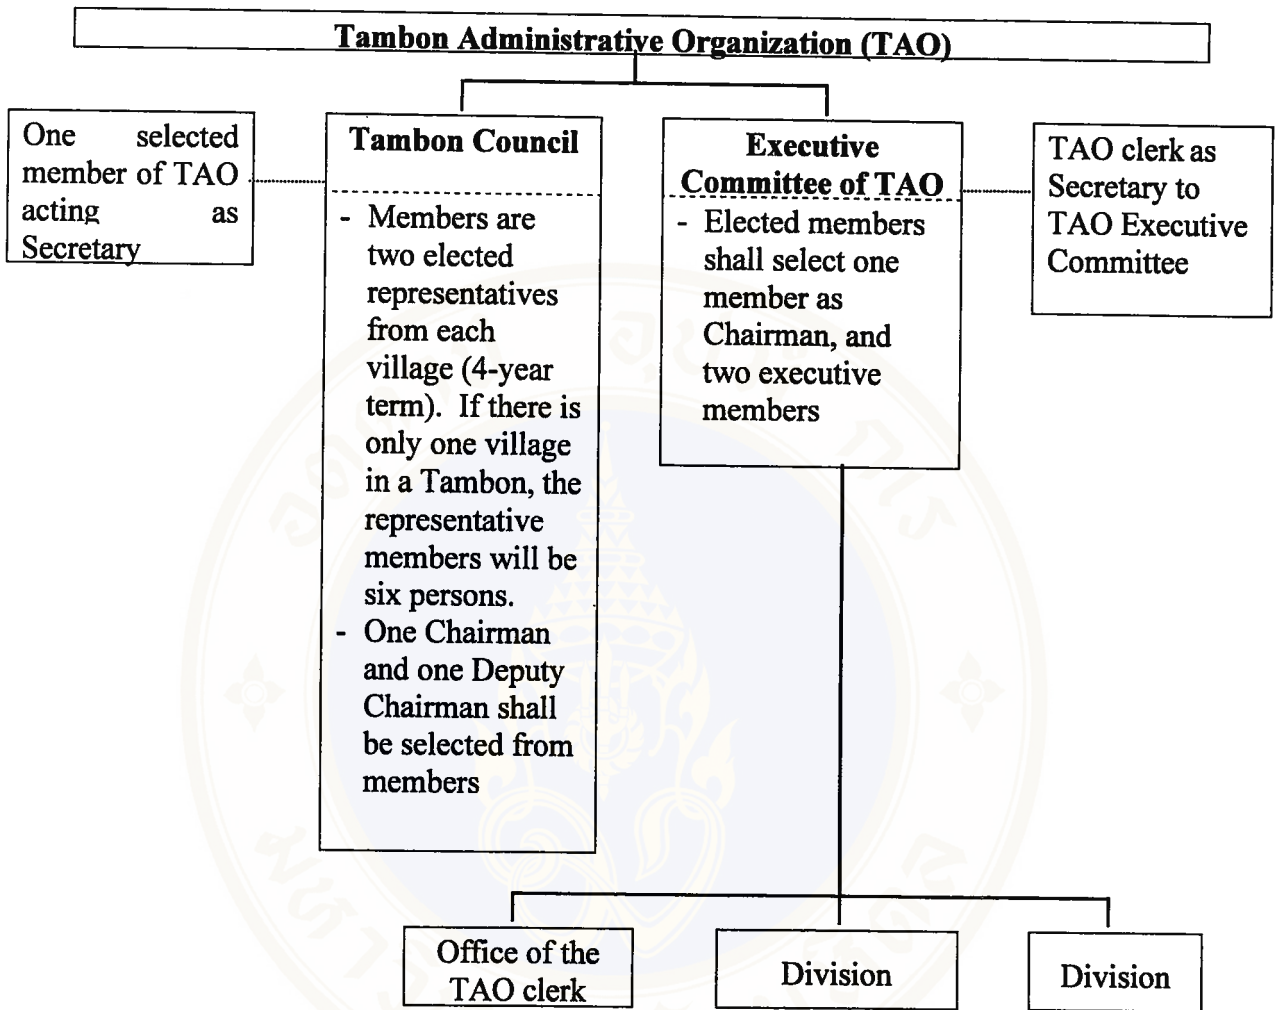 Tambon Administrative Organization (TAO)
One selected
member of TAO
acting as
Secretary
Tambon Council
- Members are
two elected
representatives
from each
village (4-year
term). If there is
only one village
in a Tambon, the
representative
members will be
six persons.
- One Chairman
and one Deputy
Chairman shall
be selected from
members
Executive
Committee of TAO
- Elected members
shall select one
member as
Chairman, and
two executive
members
TAO clerk as
Secretary to
TAO Executive
Committee
Office of the
TAO clerk
Division
Division